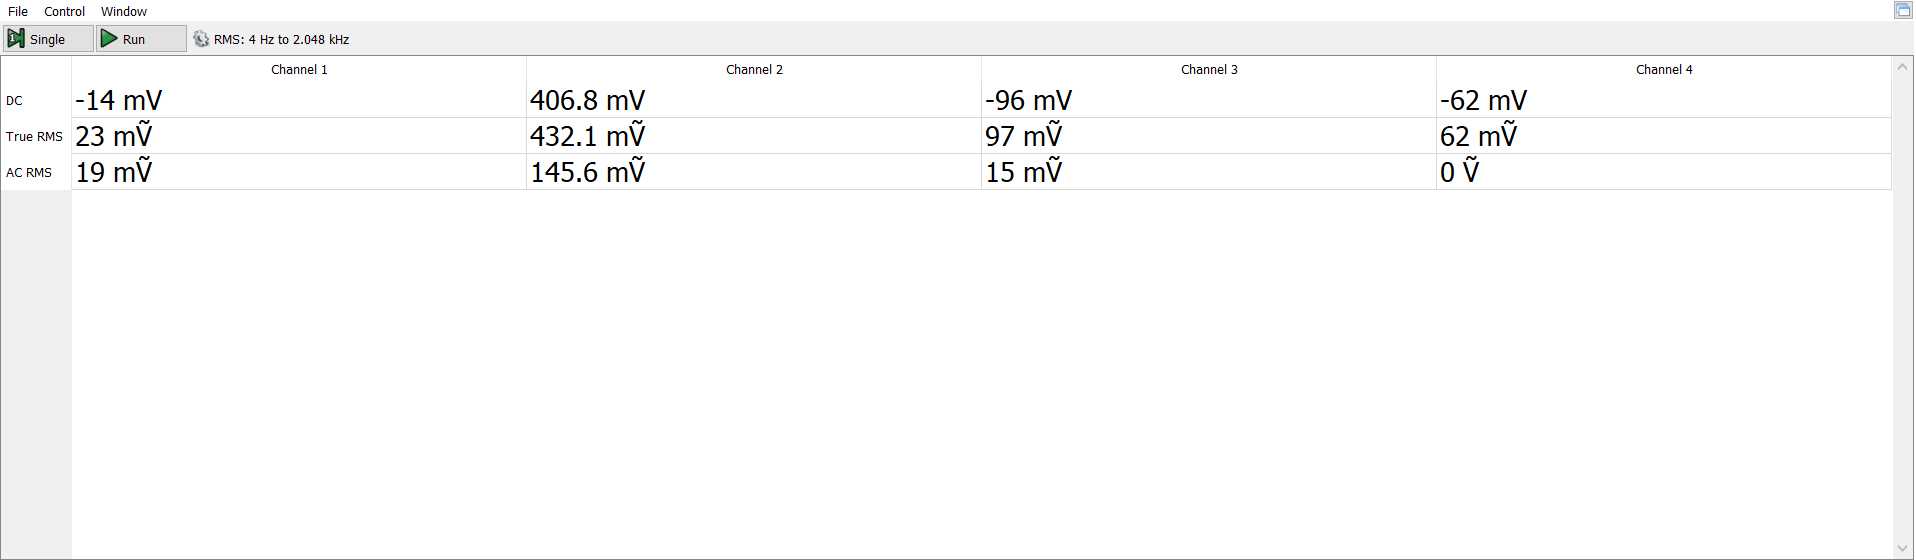 File Control Window
Single Run RMS: 4 Hz to 2.048 kHz
Channel 1 Channel 2 Channel 3 Channel 4
DC -14 mV 406.8 mV -96 mV -62 mV
True RMS 23 mṼ 432.1 mṼ 97 mṼ 62 mṼ
AC RMS 19 mṼ 145.6 mṼ 15 mṼ 0 Ṽ